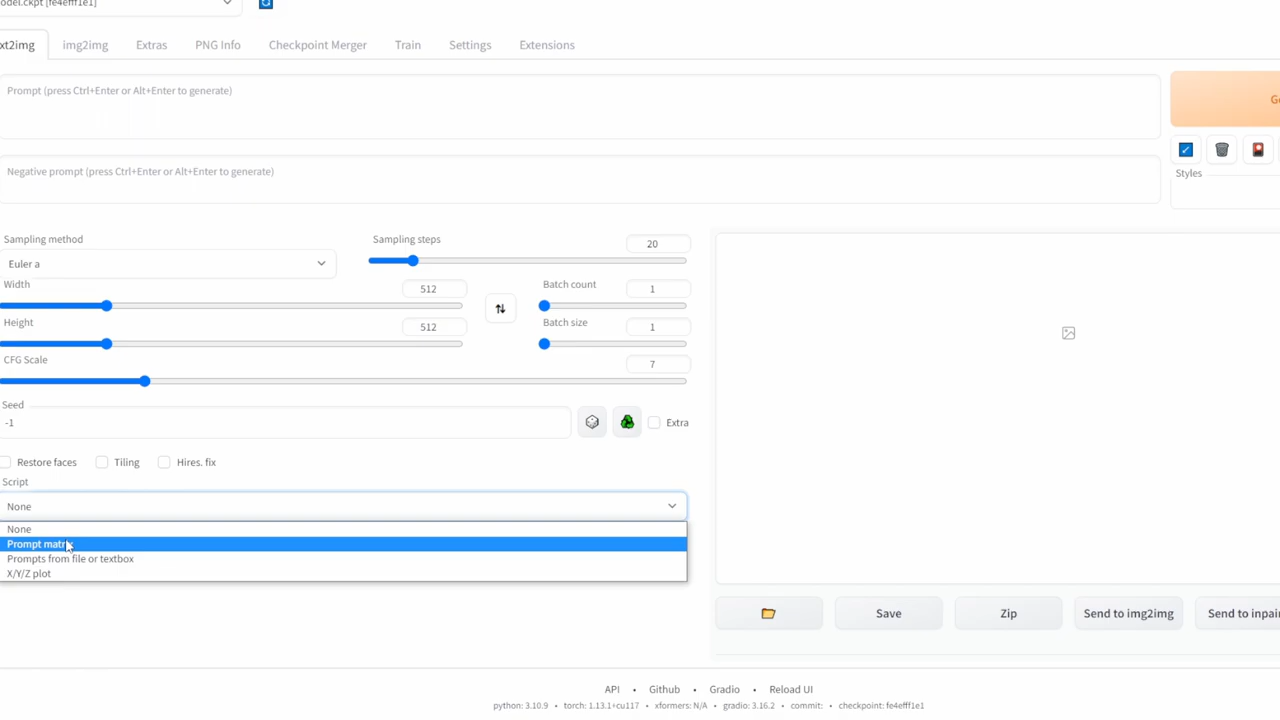 odel.ckpt [fe4efff1e1]
xt2img img2img Extras PNG Info Checkpoint Merger Train Settings Extensions
Prompt (press Ctrl+Enter or Alt+Enter to generate)
Ge
Negative prompt (press Ctrl+Enter or Alt+Enter to generate)
Styles
Sampling method
Sampling steps
20
Euler a
Width
512
Batch count
1
Height
512
Batch size
1
CFG Scale
7
Seed
-1
Extra
Restore faces Tiling Hires. fix
Script
None
None
Prompt matrix
Prompts from file or textbox
X/Y/Z plot
Save Zip Send to img2img Send to inpain
API • Github • Gradio • Reload UI
python: 3.10.9 • torch: 1.13.1+cu117 • xformers: N/A • gradio: 3.16.2 • commit: • checkpoint: fe4efff1e1